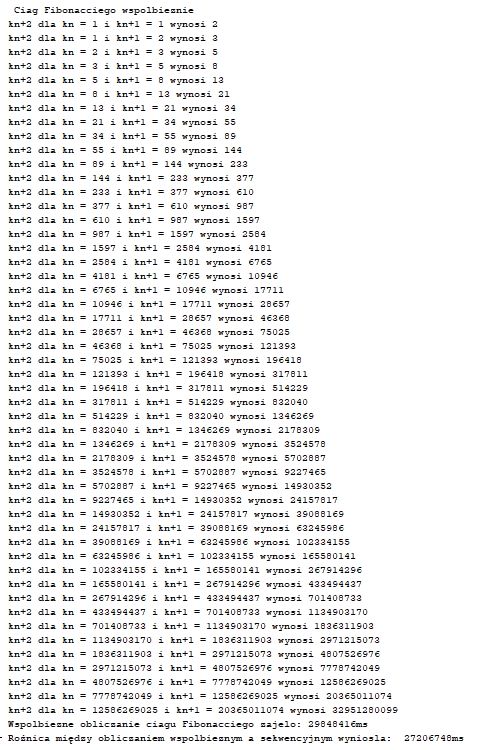 Ciag Fibonacciego wspolbieznie
kn+2 dla kn = 1 i kn+1 = 1 wynosi 2
kn+2 dla kn = 1 i kn+1 = 2 wynosi 3
kn+2 dla kn = 2 i kn+1 = 3 wynosi 5
kn+2 dla kn = 3 i kn+1 = 5 wynosi 8
kn+2 dla kn = 5 i kn+1 = 8 wynosi 13
kn+2 dla kn = 8 i kn+1 = 13 wynosi 21
kn+2 dla kn = 13 i kn+1 = 21 wynosi 34
kn+2 dla kn = 21 i kn+1 = 34 wynosi 55
kn+2 dla kn = 34 i kn+1 = 55 wynosi 89
kn+2 dla kn = 55 i kn+1 = 89 wynosi 144
kn+2 dla kn = 89 i kn+1 = 144 wynosi 233
kn+2 dla kn = 144 i kn+1 = 233 wynosi 377
kn+2 dla kn = 233 i kn+1 = 377 wynosi 610
kn+2 dla kn = 377 i kn+1 = 610 wynosi 987
kn+2 dla kn = 610 i kn+1 = 987 wynosi 1597
kn+2 dla kn = 987 i kn+1 = 1597 wynosi 2584
kn+2 dla kn = 1597 i kn+1 = 2584 wynosi 4181
kn+2 dla kn = 2584 i kn+1 = 4181 wynosi 6765
kn+2 dla kn = 4181 i kn+1 = 6765 wynosi 10946
kn+2 dla kn = 6765 i kn+1 = 10946 wynosi 17711
kn+2 dla kn = 10946 i kn+1 = 17711 wynosi 28657
kn+2 dla kn = 17711 i kn+1 = 28657 wynosi 46368
kn+2 dla kn = 28657 i kn+1 = 46368 wynosi 75025
kn+2 dla kn = 46368 i kn+1 = 75025 wynosi 121393
kn+2 dla kn = 75025 i kn+1 = 121393 wynosi 196418
kn+2 dla kn = 121393 i kn+1 = 196418 wynosi 317811
kn+2 dla kn = 196418 i kn+1 = 317811 wynosi 514229
kn+2 dla kn = 317811 i kn+1 = 514229 wynosi 832040
kn+2 dla kn = 514229 i kn+1 = 832040 wynosi 1346269
kn+2 dla kn = 832040 i kn+1 = 1346269 wynosi 2178309
kn+2 dla kn = 1346269 i kn+1 = 2178309 wynosi 3524578
kn+2 dla kn = 2178309 i kn+1 = 3524578 wynosi 5702887
kn+2 dla kn = 3524578 i kn+1 = 5702887 wynosi 9227465
kn+2 dla kn = 5702887 i kn+1 = 9227465 wynosi 14930352
kn+2 dla kn = 9227465 i kn+1 = 14930352 wynosi 24157817
kn+2 dla kn = 14930352 i kn+1 = 24157817 wynosi 39088169
kn+2 dla kn = 24157817 i kn+1 = 39088169 wynosi 63245986
kn+2 dla kn = 39088169 i kn+1 = 63245986 wynosi 102334155
kn+2 dla kn = 63245986 i kn+1 = 102334155 wynosi 165580141
kn+2 dla kn = 102334155 i kn+1 = 165580141 wynosi 267914296
kn+2 dla kn = 165580141 i kn+1 = 267914296 wynosi 433494437
kn+2 dla kn = 267914296 i kn+1 = 433494437 wynosi 701408733
kn+2 dla kn = 433494437 i kn+1 = 701408733 wynosi 1134903170
kn+2 dla kn = 701408733 i kn+1 = 1134903170 wynosi 1836311903
kn+2 dla kn = 1134903170 i kn+1 = 1836311903 wynosi 2971215073
kn+2 dla kn = 1836311903 i kn+1 = 2971215073 wynosi 4807526976
kn+2 dla kn = 2971215073 i kn+1 = 4807526976 wynosi 7778742049
kn+2 dla kn = 4807526976 i kn+1 = 7778742049 wynosi 12586269025
kn+2 dla kn = 7778742049 i kn+1 = 12586269025 wynosi 20365011074
kn+2 dla kn = 12586269025 i kn+1 = 20365011074 wynosi 32951280099
Wspolbiezne obliczanie ciagu Fibonacciego zajelo: 29848416ms
Rożnica między obliczaniem wspolbieznym a sekwencyjnym wyniosla: 27206748ms